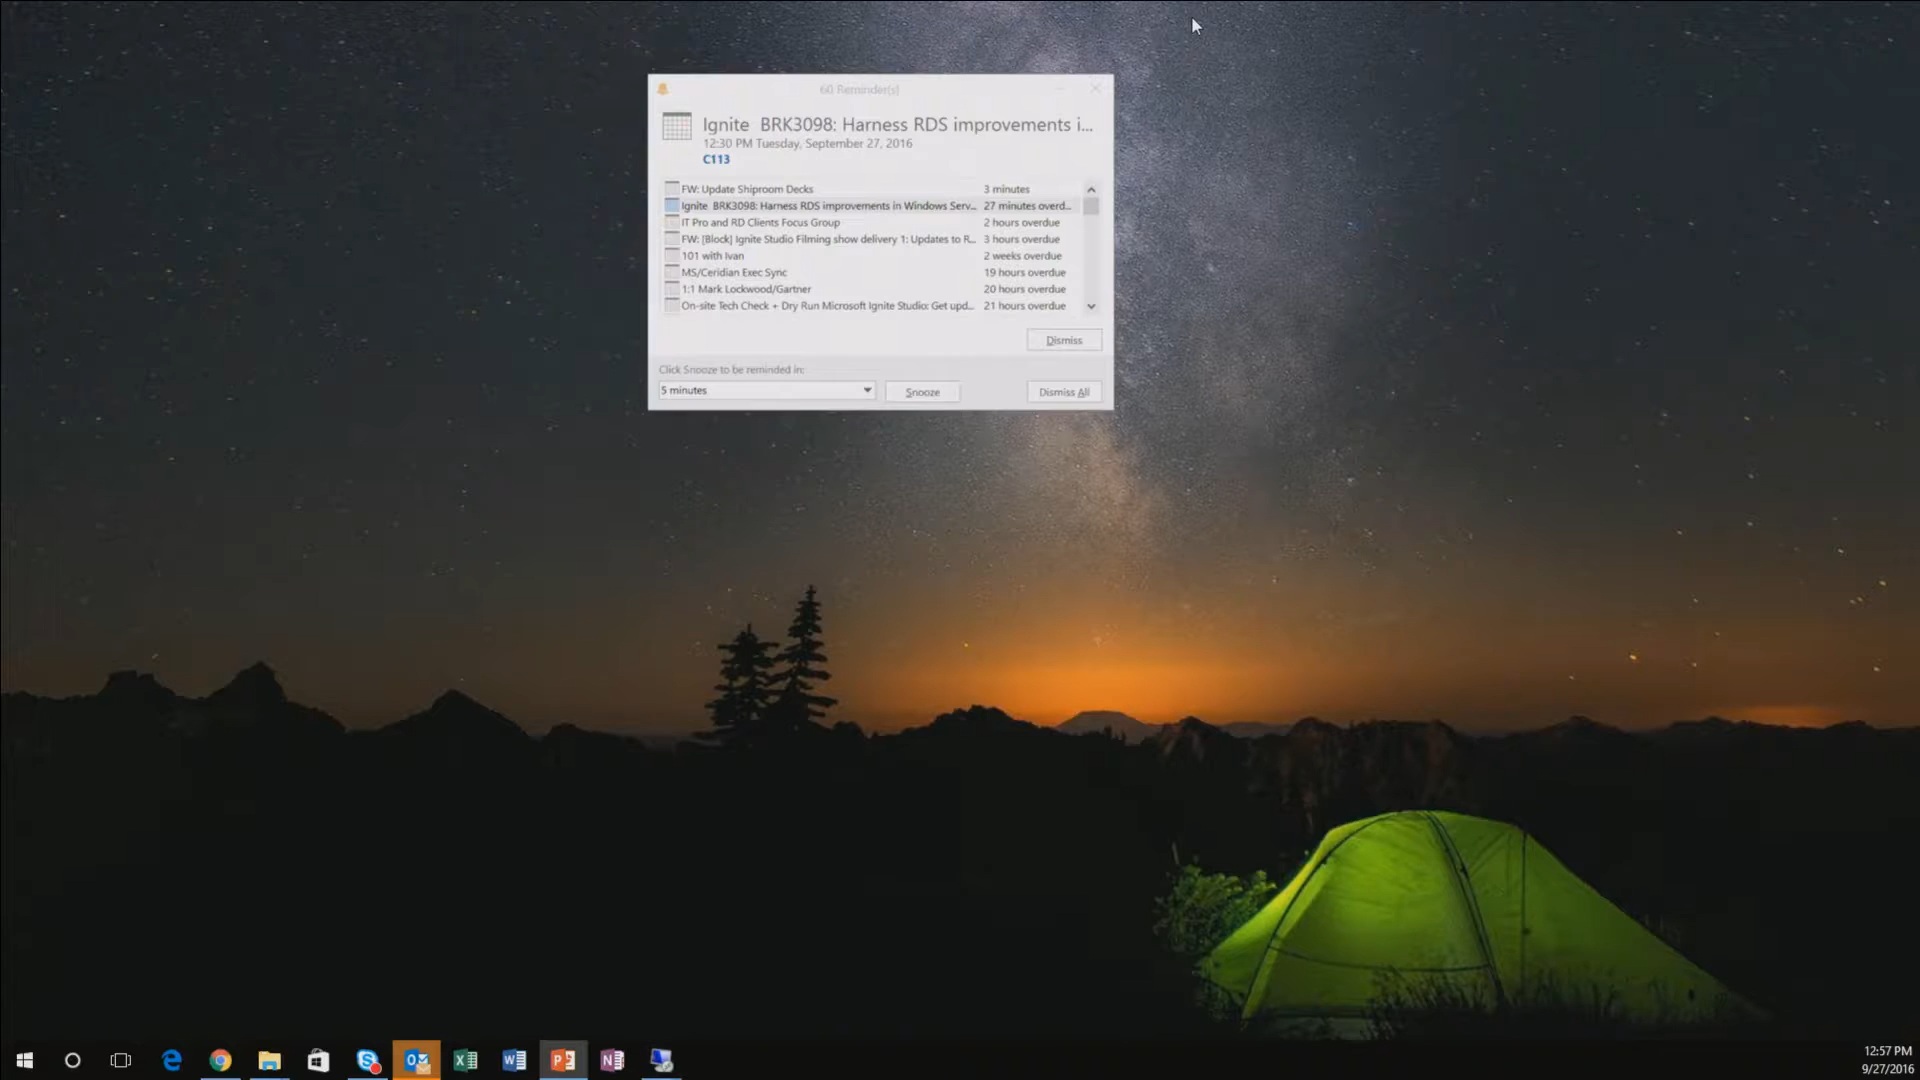 60 Reminder(s)
Ignite BRK3098: Harness RDS improvements i...
12:30 PM Tuesday, September 27, 2016
C113
FW: Update Shiproom Decks 3 minutes
Ignite BRK3098: Harness RDS improvements in Windows Serv... 27 minutes overd...
IT Pro and RD Clients Focus Group 2 hours overdue
FW: [Block] Ignite Studio Filming show delivery 1: Updates to R... 3 hours overdue
101 with Ivan 2 weeks overdue
MS/Ceridian Exec Sync 19 hours overdue
1:1 Mark Lockwood/Gartner 20 hours overdue
On-site Tech Check + Dry Run Microsoft Ignite Studio: Get upd... 21 hours overdue
Dismiss
Click Snooze to be reminded in:
5 minutes Snooze Dismiss All
12:57 PM
9/27/2016